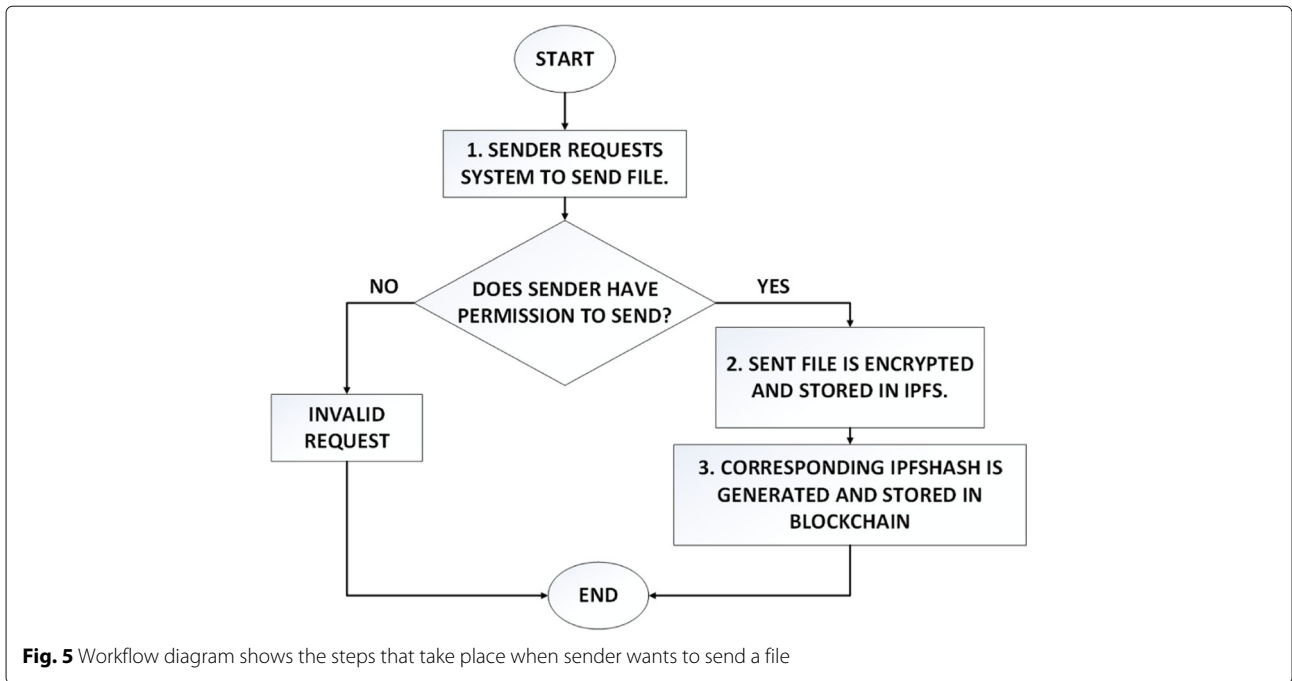 START
1. SENDER REQUESTS
SYSTEM TO SEND FILE.
NO
DOES SENDER HAVE
PERMISSION TO SEND?
YES
2. SENT FILE IS ENCRYPTED
AND STORED IN IPFS.
INVALID
REQUEST
3. CORRESPONDING IPFSHASH IS
GENERATED AND STORED IN
BLOCKCHAIN
END
Fig. 5 Workflow diagram shows the steps that take place when sender wants to send a file